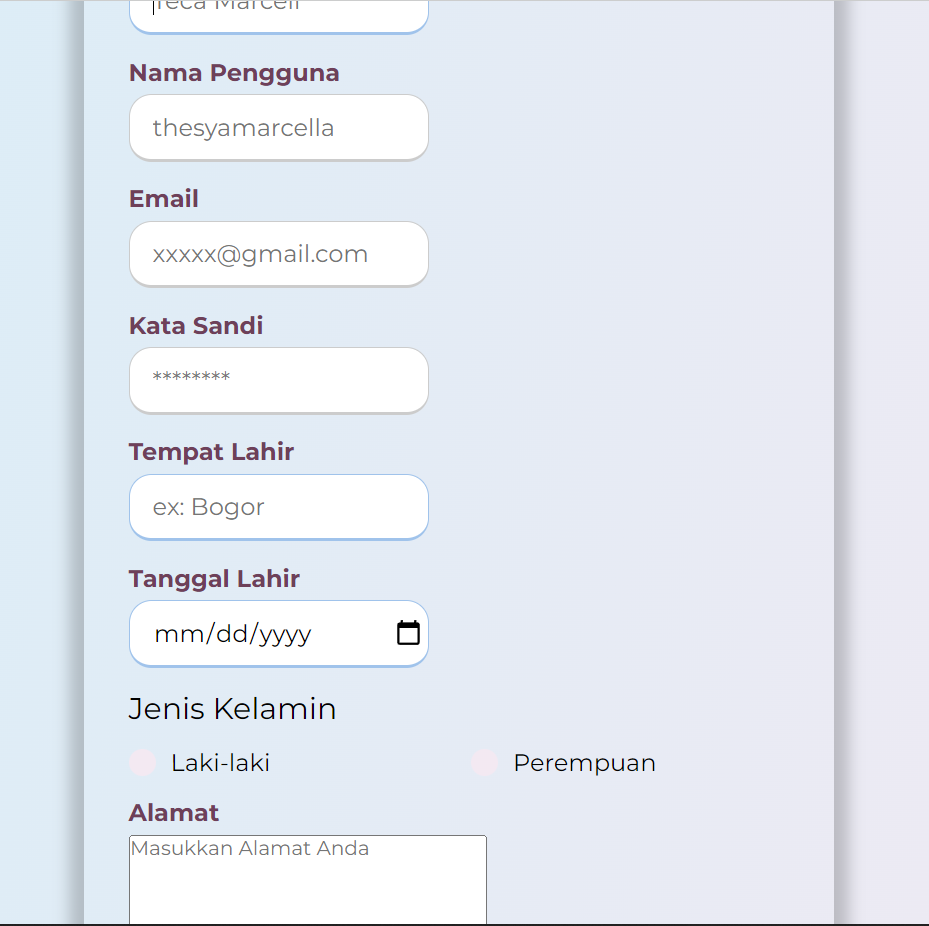 Marcell
Nama Pengguna
thesyamarcella
Email
xxxxx@gmail.com
Kata Sandi
********
Tempat Lahir
ex: Bogor
Tanggal Lahir
mm/dd/yyyy
Jenis Kelamin
Laki-laki Perempuan
Alamat
Masukkan Alamat Anda